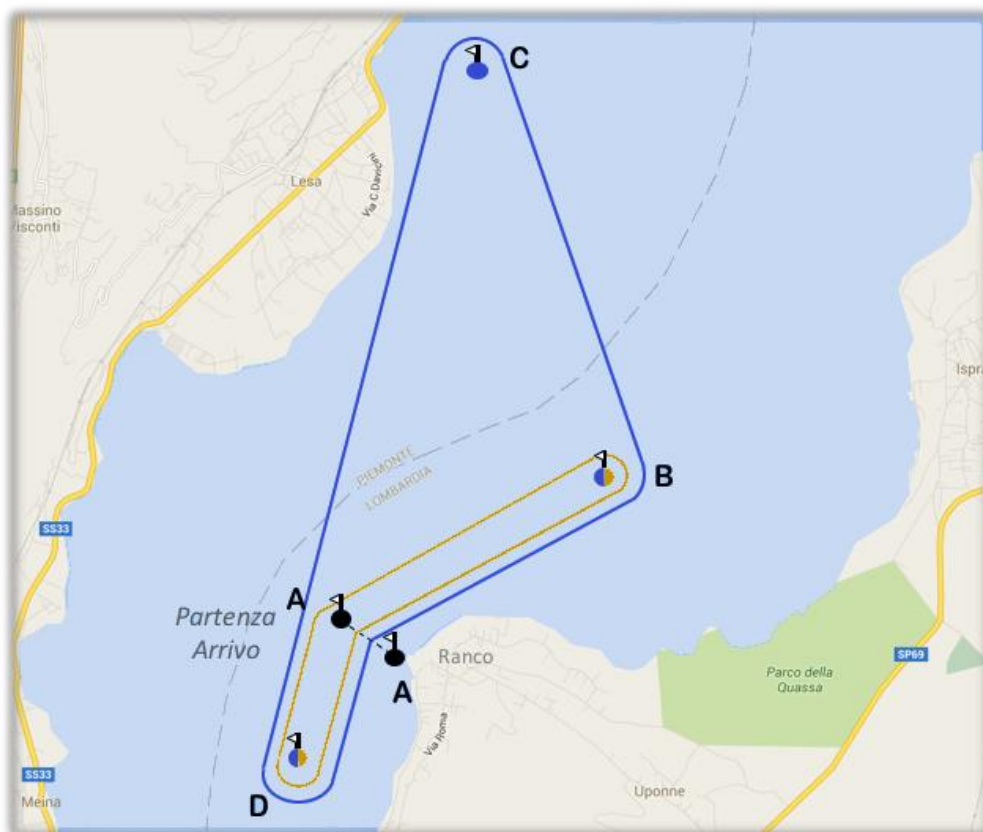 C
Lesa
Via C.Davicini
Massino
Visconti
Ispra
PIEMONTE
LOMBARDIA
B
SS33
A
Partenza
Arrivo
Ranco
A
SP69
Parco della
Quassa
Via Roma
SS33
Meina
D
Uponne